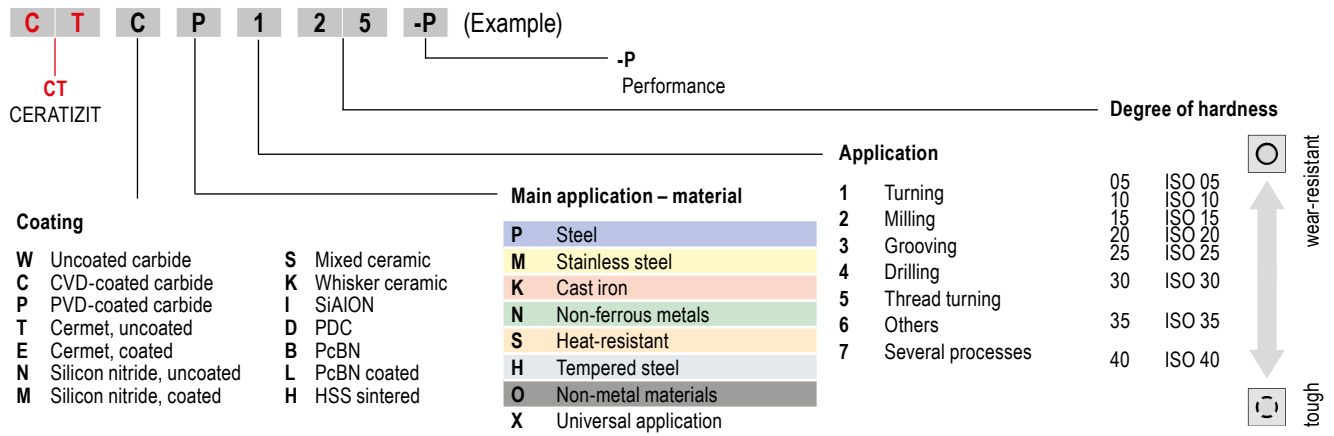 C T C P 1 2 5 -P (Example)
-P
Performance
CT
CERATIZIT
Degree of hardness
wear-resistant
05 ISO 05
10 ISO 10
15 ISO 15
20 ISO 20
25 ISO 25
30 ISO 30
35 ISO 35
40 ISO 40
tough
Application
1 Turning
2 Milling
3 Grooving
4 Drilling
5 Thread turning
6 Others
7 Several processes
Main application – material
P Steel
M Stainless steel
K Cast iron
N Non-ferrous metals
S Heat-resistant
H Tempered steel
O Non-metal materials
X Universal application
Coating
W Uncoated carbide
C CVD-coated carbide
P PVD-coated carbide
T Cermet, uncoated
E Cermet, coated
N Silicon nitride, uncoated
M Silicon nitride, coated
S Mixed ceramic
K Whisker ceramic
I SiAlON
D PDC
B PcBN
L PcBN coated
H HSS sintered